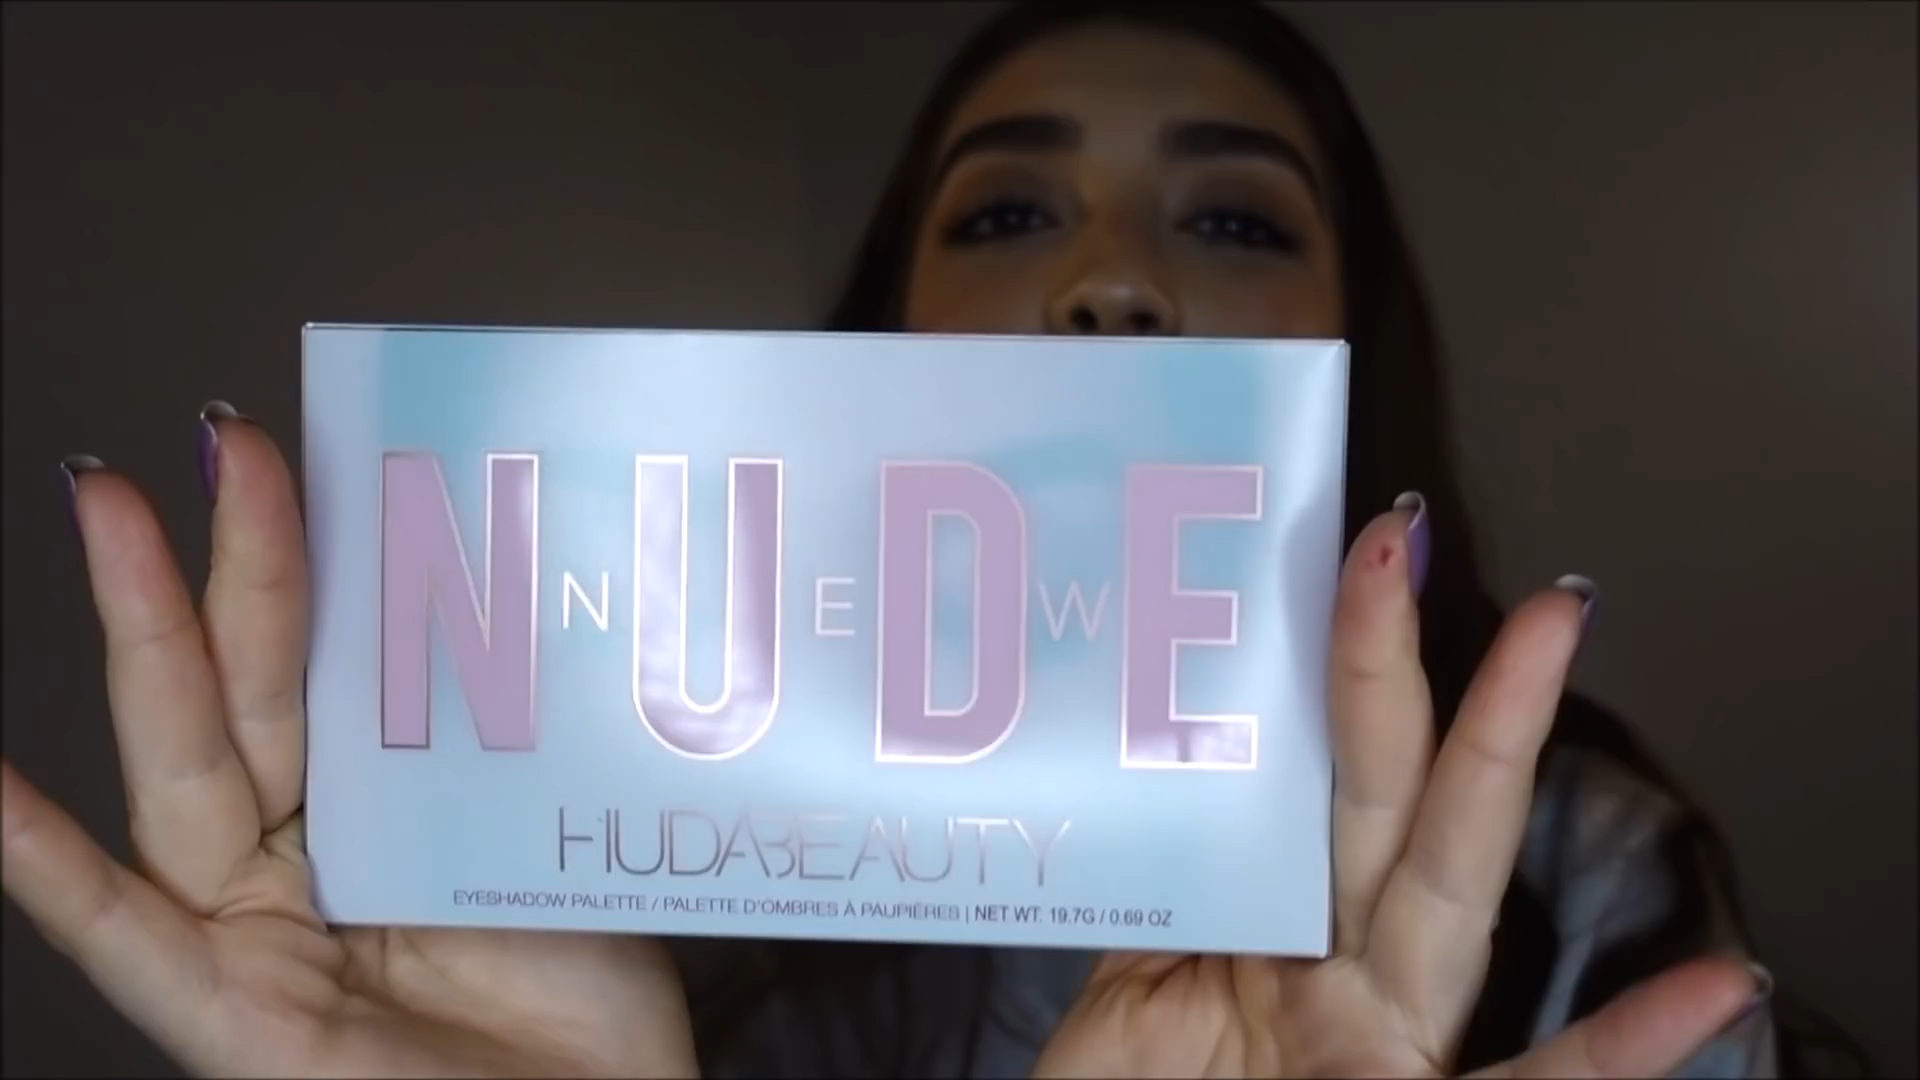 NUDE
NEW
HUDABEAUTY
EYESHADOW PALETTE / PALETTE D'OMBRES À PAUPIÈRES | NET WT. 19.7G / 0.69 OZ